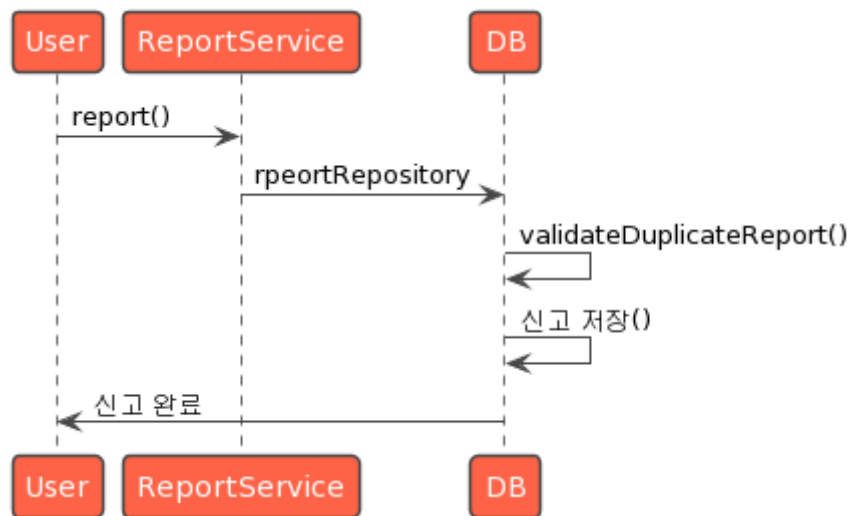 User ReportService DB
report()
rpeortRepository
validateDuplicateReport()
신고 저장()
신고 완료
User ReportService DB